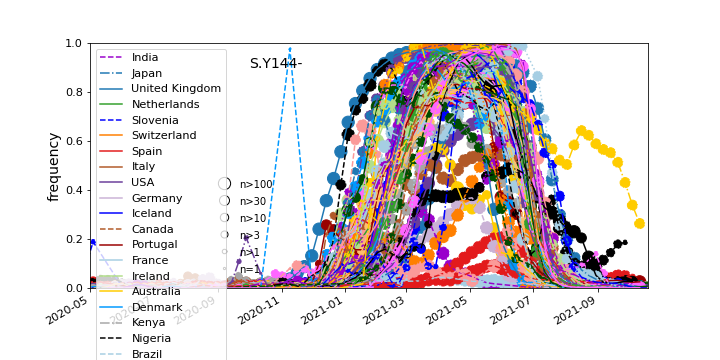 S.Y144-
frequency
1.0
0.8
0.6
0.4
0.2
0.0
2020-05
2020-09
2020-11
2021-01
2021-03
2021-05
2021-07
2021-09
India
Japan
United Kingdom
Netherlands
Slovenia
Switzerland
Spain
Italy
USA
Germany
Iceland
Canada
Portugal
France
Ireland
Australia
Denmark
Kenya
Nigeria
Brazil
n>100
n>30
n>10
n>3
n>1
n=1